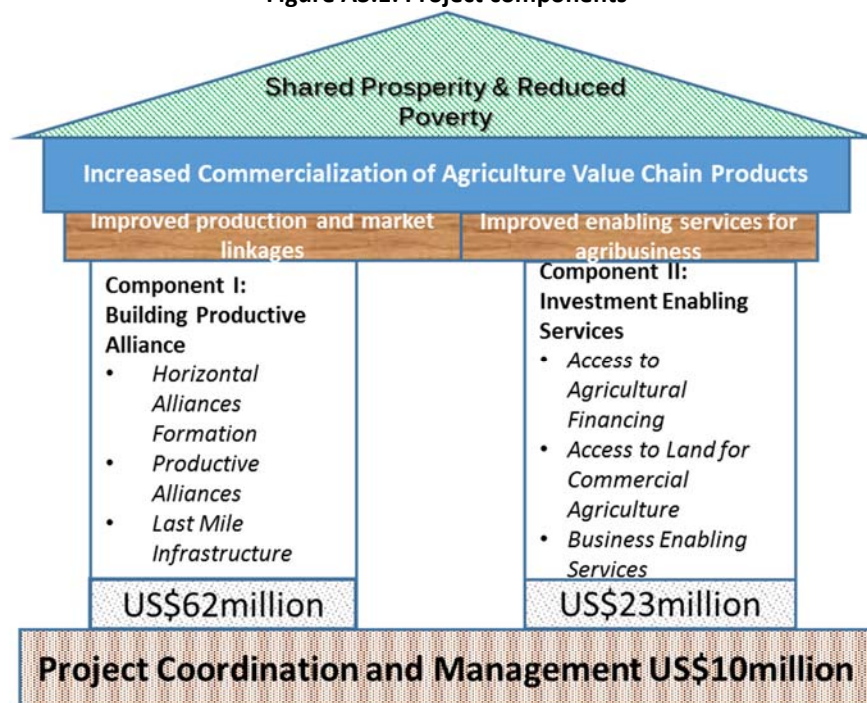 Figure Project components
Shared Prosperity & Reduced
Poverty
Increased Commercialization of Agriculture Value Chain Products
Improved production and market
linkages
Improved enabling services for
agribusiness
Component I:
Building Productive
Alliance
• Horizontal
Alliances
Formation
• Productive
Alliances
• Last Mile
Infrastructure
US$62million
Component II:
Investment Enabling
Services
• Access to
Agricultural
Financing
• Access to Land for
Commercial
Agriculture
• Business Enabling
Services
US$23million
Project Coordination and Management US$10million